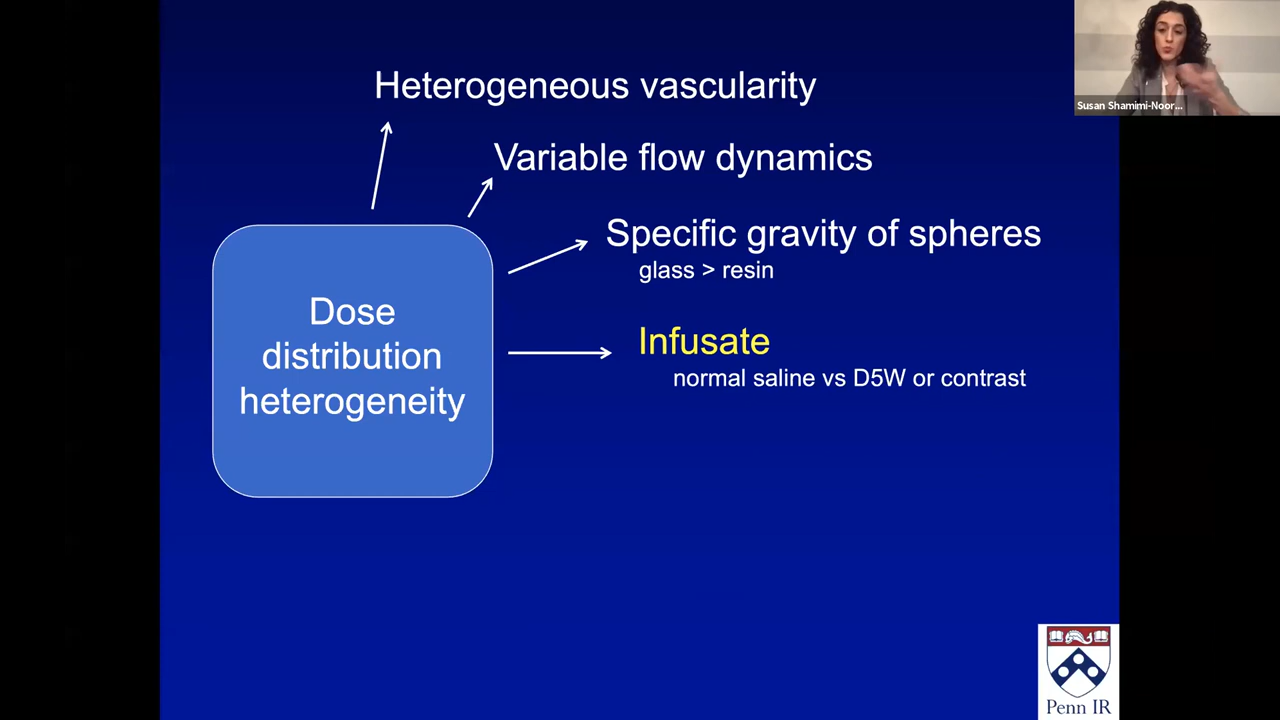 Heterogeneous vascularity
Susan Shamimi-Noor...
Variable flow dynamics
Specific gravity of spheres
glass > resin
Dose
distribution
heterogeneity
Infusate
normal saline vs D5W or contrast
Penn IR